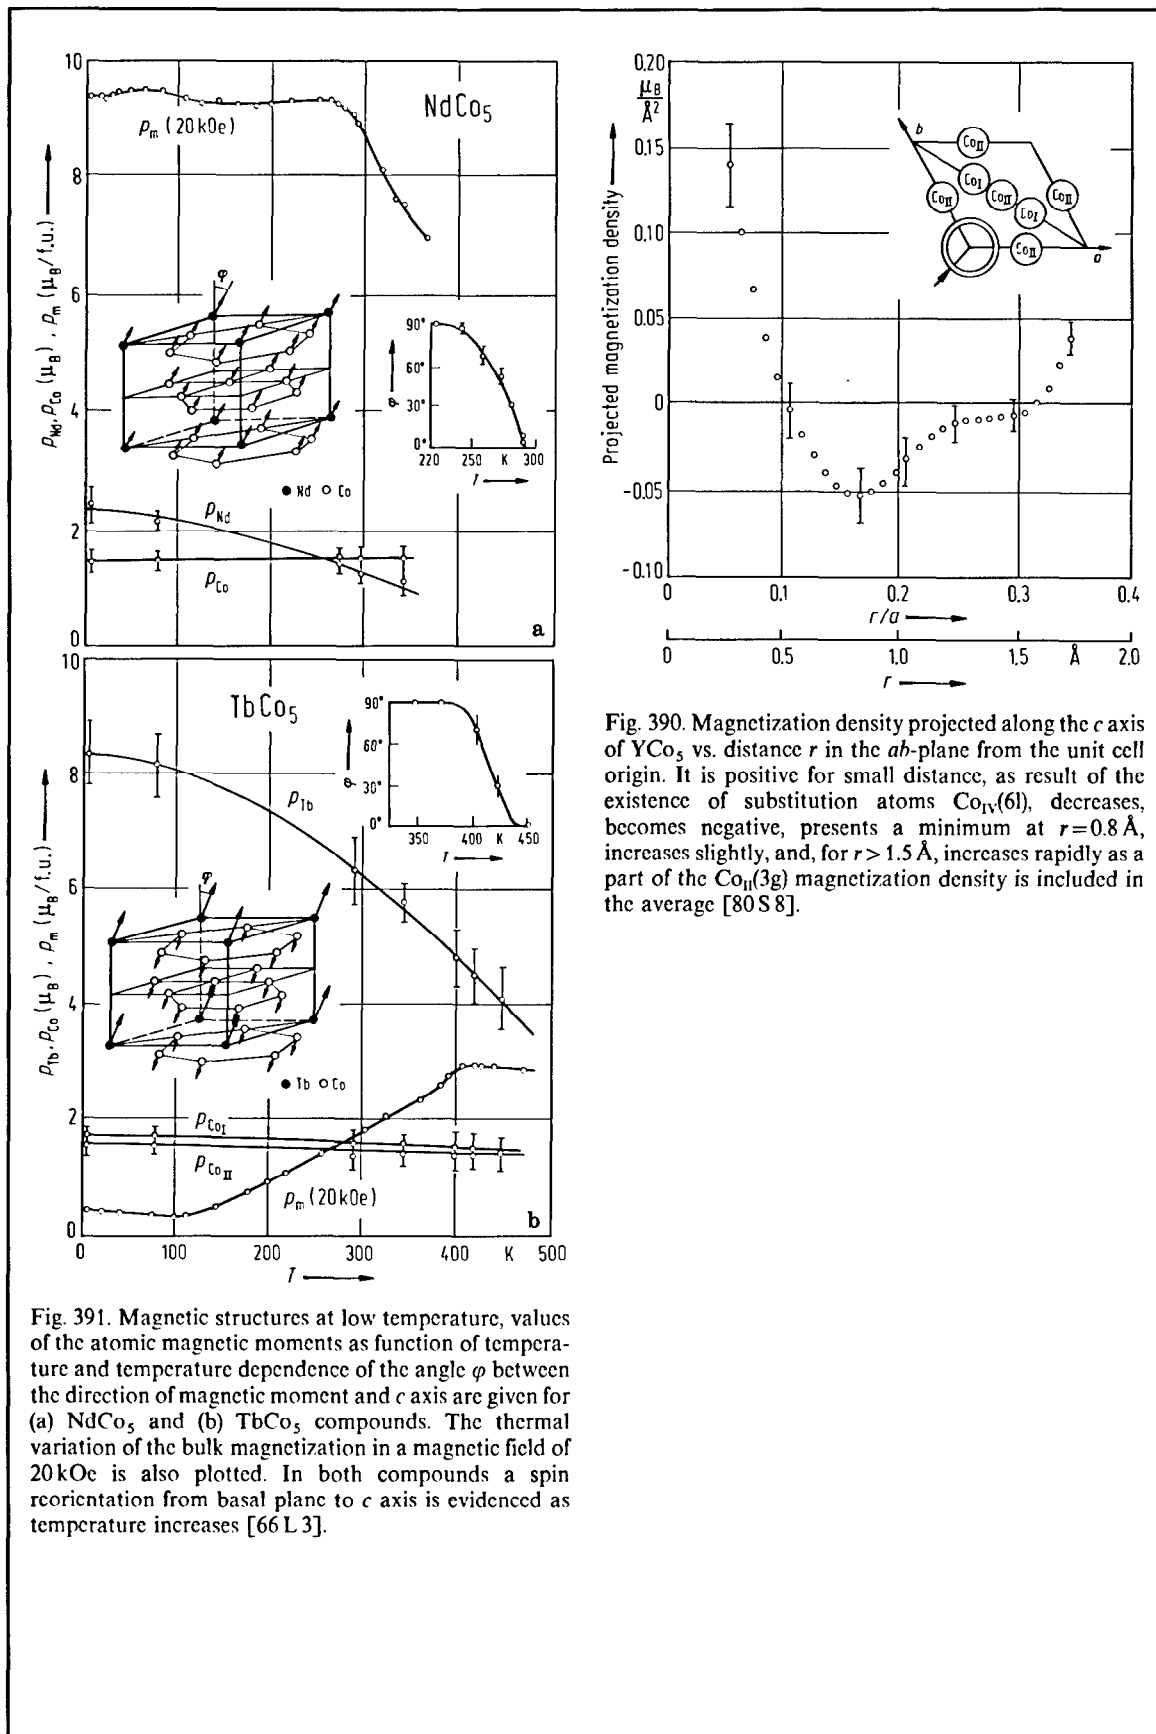 10
8
6
4
2
0
p_Nd, p_Co (μ_B), p_m (μ_B/f.u.)
p_m (20 kOe)
NdCo₅
φ
90°
60°
30°
0°
φ
220 250 K 300
T
● Nd ○ Co
p_Nd
p_Co
a
10
8
6
4
2
0
p_Tb, p_Co (μ_B), p_m (μ_B/f.u.)
TbCo₅
90°
60°
30°
0°
φ
350 400 K 450
T
p_Tb
φ
● Tb ○ Co
p_CoI
p_CoII
p_m (20 kOe)
b
0 100 200 300 400 K 500
T
Fig. 391. Magnetic structures at low temperature, values
of the atomic magnetic moments as function of tempera-
ture and temperature dependence of the angle φ between
the direction of magnetic moment and c axis are given for
(a) NdCo₅ and (b) TbCo₅ compounds. The thermal
variation of the bulk magnetization in a magnetic field of
20 kOe is also plotted. In both compounds a spin
reorientation from basal plane to c axis is evidenced as
temperature increases [66 L 3].
0.20
μ_B
Å²
0.15
0.10
0.05
0
-0.05
-0.10
Projected magnetization density
b
Co_II
Co_I
Co_II
Co_II
Co_II
Co_I
Co_II
a
0 0.1 0.2 0.3 0.4
r/a
0 0.5 1.0 1.5 Å 2.0
r
Fig. 390. Magnetization density projected along the c axis
of YCo₅ vs. distance r in the ab-plane from the unit cell
origin. It is positive for small distance, as result of the
existence of substitution atoms Co_IV(6l), decreases,
becomes negative, presents a minimum at r=0.8 Å,
increases slightly, and, for r > 1.5 Å, increases rapidly as a
part of the Co_II(3g) magnetization density is included in
the average [80 S 8].